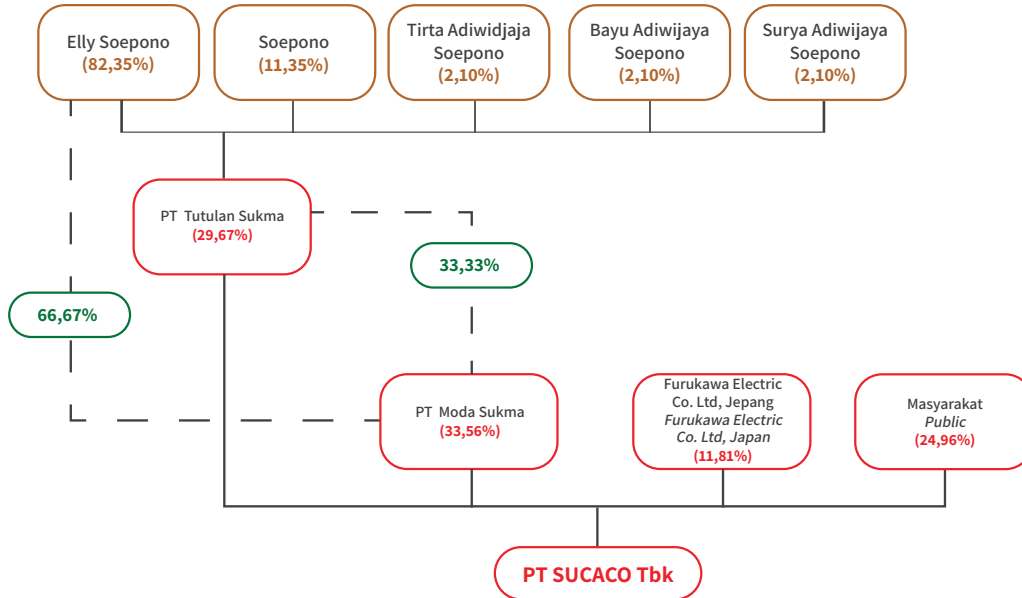 Elly Soepono
(82,35%)
Soepono
(11,35%)
Tirta Adiwidjaja
Soepono
(2,10%)
Bayu Adiwijaya
Soepono
(2,10%)
Surya Adiwijaya
Soepono
(2,10%)
PT Tutulan Sukma
(29,67%)
33,33%
66,67%
PT Moda Sukma
(33,56%)
Furukawa Electric
Co. Ltd, Jepang
Furukawa Electric
Co. Ltd, Japan
(11,81%)
Masyarakat
Public
(24,96%)
PT SUCACO Tbk